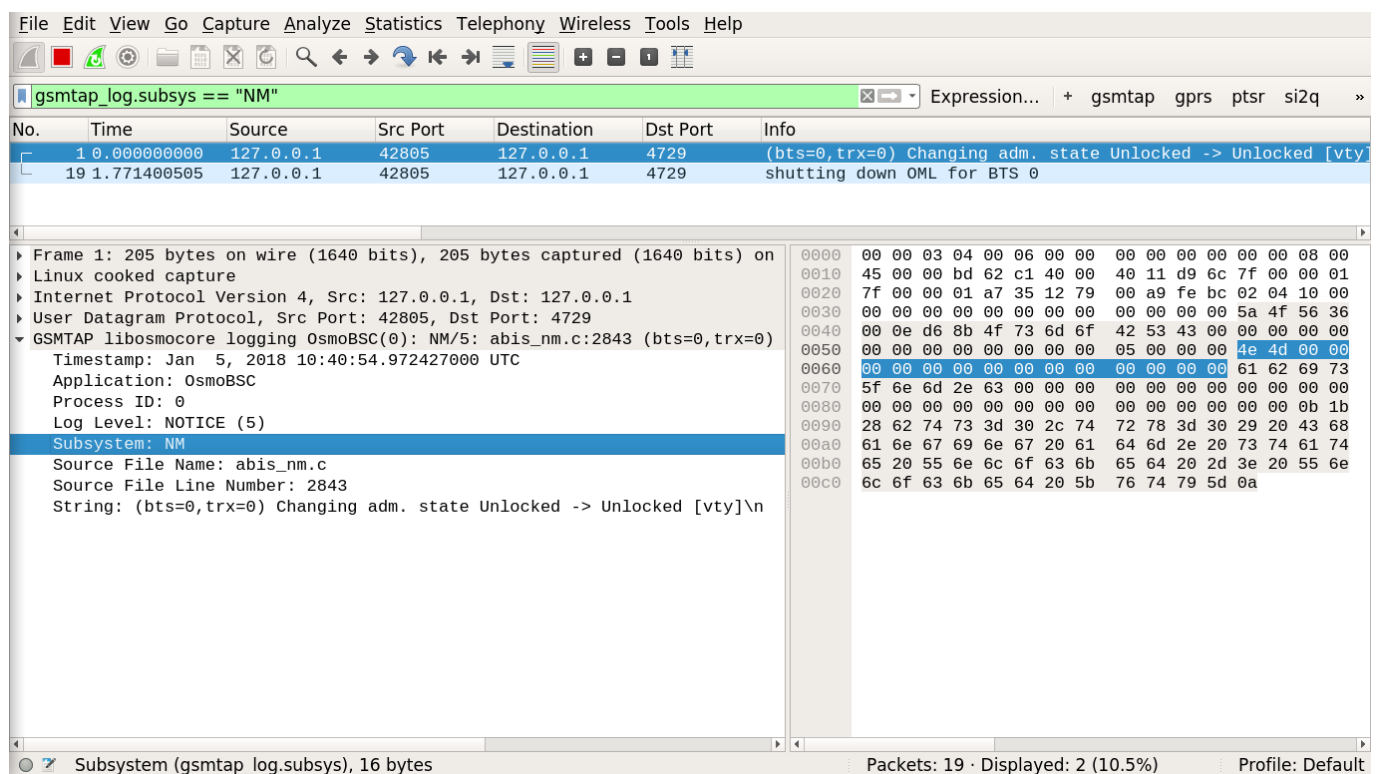 File Edit View Go Capture Analyze Statistics Telephony Wireless Tools Help
gsmtap_log.subsys == "NM" Expression... + gsmtap gprs ptsr si2q »
No. Time Source Src Port Destination Dst Port Info
1 0.000000000 127.0.0.1 42805 127.0.0.1 4729 (bts=0,trx=0) Changing adm. state Unlocked -> Unlocked [vty]
19 1.771400505 127.0.0.1 42805 127.0.0.1 4729 shutting down OML for BTS 0
Frame 1: 205 bytes on wire (1640 bits), 205 bytes captured (1640 bits) on
Linux cooked capture
Internet Protocol Version 4, Src: 127.0.0.1, Dst: 127.0.0.1
User Datagram Protocol, Src Port: 42805, Dst Port: 4729
GSMTAP libosmocore logging OsmoBSC(0): NM/5: abis_nm.c:2843 (bts=0,trx=0)
Timestamp: Jan  5, 2018 10:40:54.972427000 UTC
Application: OsmoBSC
Process ID: 0
Log Level: NOTICE (5)
Subsystem: NM
Source File Name: abis_nm.c
Source File Line Number: 2843
String: (bts=0,trx=0) Changing adm. state Unlocked -> Unlocked [vty]\n
0000 00 00 03 04 00 06 00 00 00 00 00 00 00 00 08 00
0010 45 00 00 bd 62 c1 40 00 40 11 d9 6c 7f 00 00 01
0020 7f 00 00 01 a7 35 12 79 00 a9 fe bc 02 04 10 00
0030 00 00 00 00 00 00 00 00 00 00 00 00 5a 4f 56 36
0040 00 0e d6 8b 4f 73 6d 6f 42 53 43 00 00 00 00 00
0050 00 00 00 00 00 00 00 00 05 00 00 00 4e 4d 00 00
0060 00 00 00 00 00 00 00 00 00 00 00 00 61 62 69 73
0070 5f 6e 6d 2e 63 00 00 00 00 00 00 00 00 00 00 00
0080 00 00 00 00 00 00 00 00 00 00 00 00 00 00 0b 1b
0090 28 62 74 73 3d 30 2c 74 72 78 3d 30 29 20 43 68
00a0 61 6e 67 69 6e 67 20 61 64 6d 2e 20 73 74 61 74
00b0 65 20 55 6e 6c 6f 63 6b 65 64 20 2d 3e 20 55 6e
00c0 6c 6f 63 6b 65 64 20 5b 76 74 79 5d 0a
Subsystem (gsmtap_log.subsys), 16 bytes Packets: 19 · Displayed: 2 (10.5%) Profile: Default